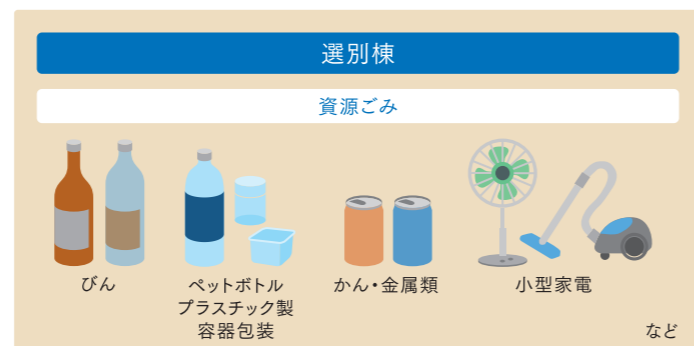 選別棟
資源ごみ
びん
ペットボトル
プラスチック製
容器包装
かん・金属類
小型家電
など